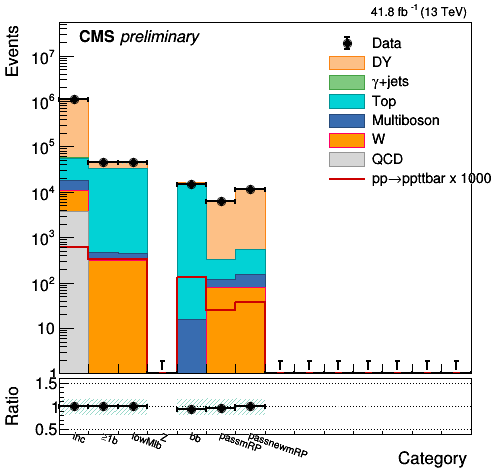 41.8 fb⁻¹ (13 TeV)
Events
CMS preliminary
Data
DY
γ+jets
Top
Multiboson
W
QCD
pp→ppttbar x 1000
10⁷
10⁶
10⁵
10⁴
10³
10²
10
1
Ratio
1.5
1
0.5
inc
≥1b
lowMlb
Z
bb
passmRP
passnewmRP
Category